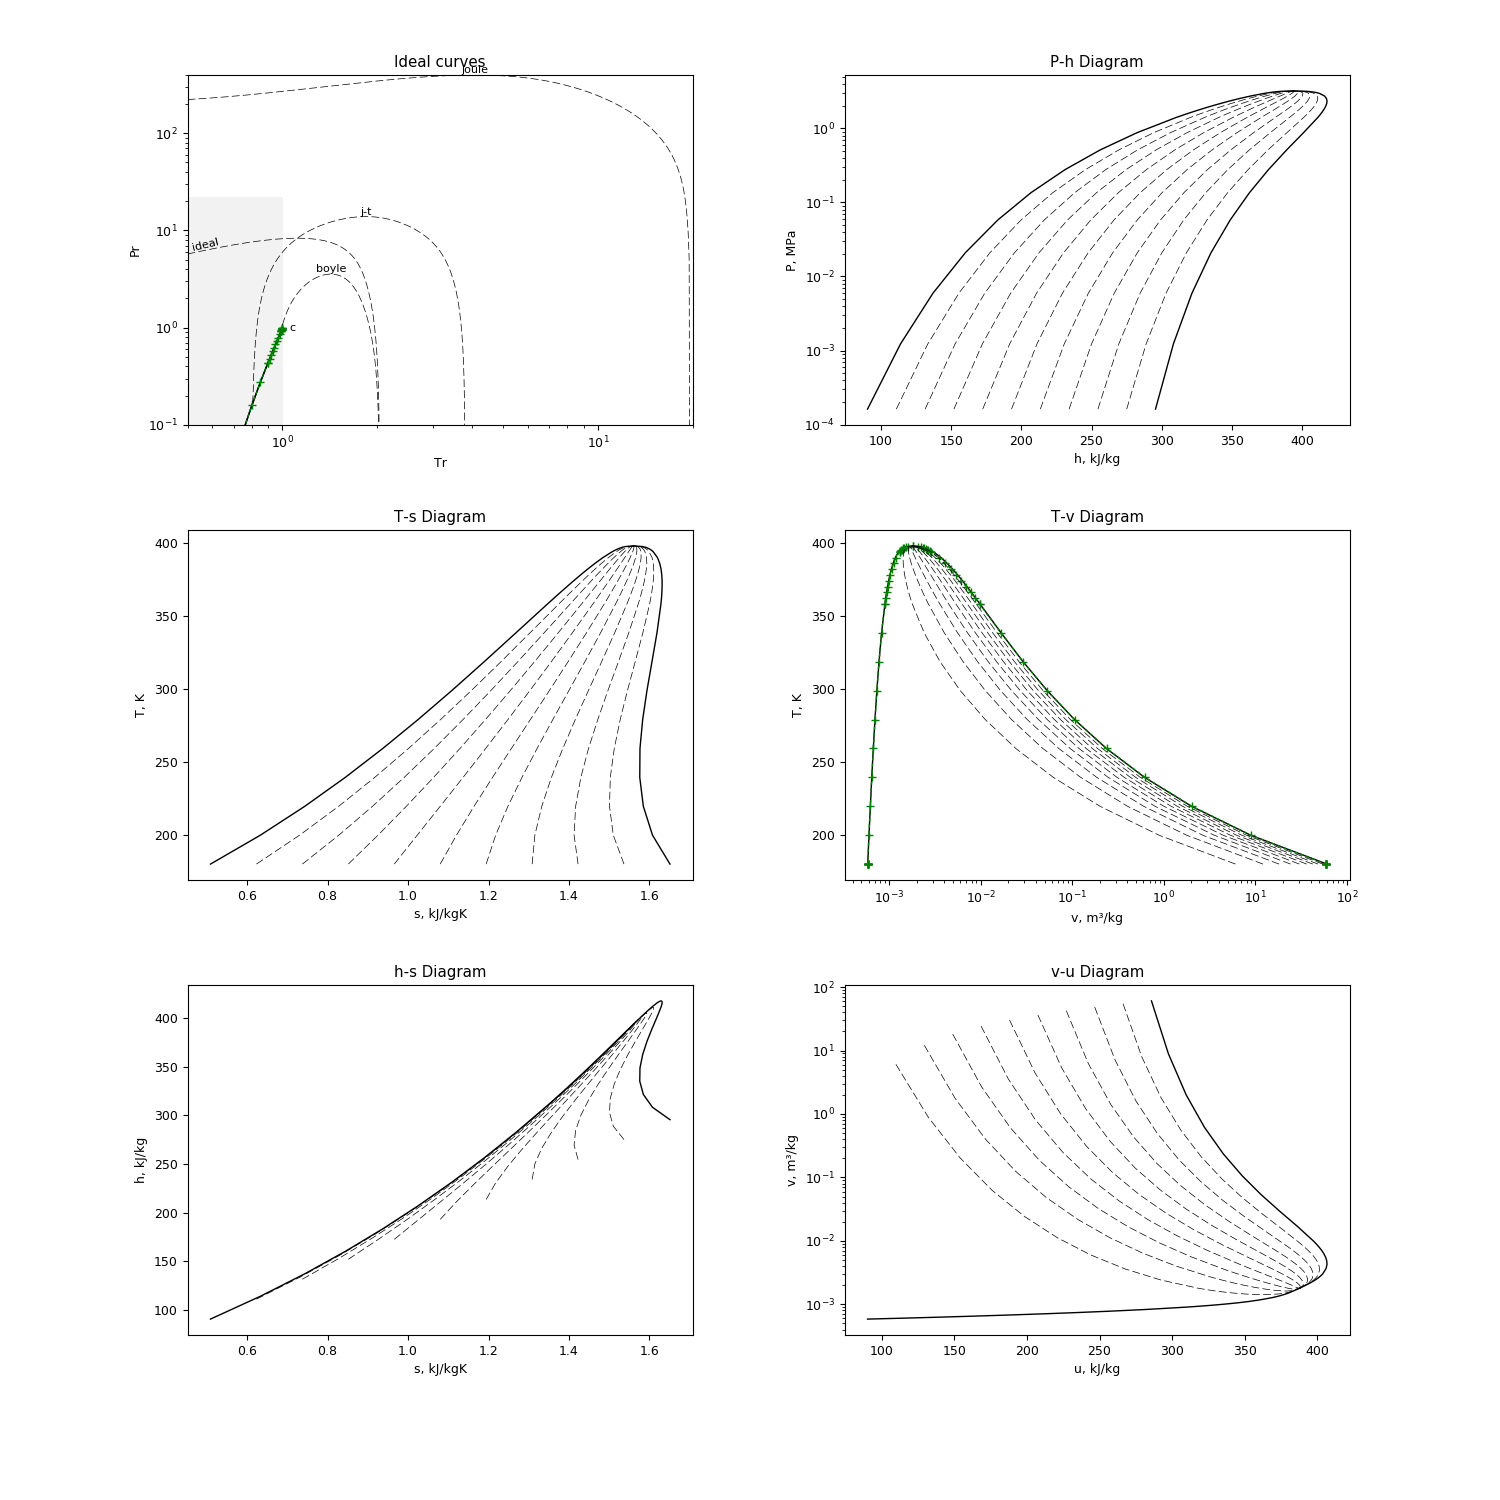 Ideal curves
joule
10²
j-t
10¹
ideal
boyle
Pr
10⁰
c
10⁻¹
10⁰
10¹
Tr
P-h Diagram
10⁰
10⁻¹
P, MPa
10⁻²
10⁻³
10⁻⁴
100
150
200
250
300
350
400
h, kJ/kg
T-s Diagram
400
350
T, K
300
250
200
0.6
0.8
1.0
1.2
1.4
1.6
s, kJ/kgK
T-v Diagram
400
350
T, K
300
250
200
10⁻³
10⁻²
10⁻¹
10⁰
10¹
10²
v, m³/kg
h-s Diagram
400
350
300
h, kJ/kg
250
200
150
100
0.6
0.8
1.0
1.2
1.4
1.6
s, kJ/kgK
v-u Diagram
10²
10¹
10⁰
v, m³/kg
10⁻¹
10⁻²
10⁻³
100
150
200
250
300
350
400
u, kJ/kg